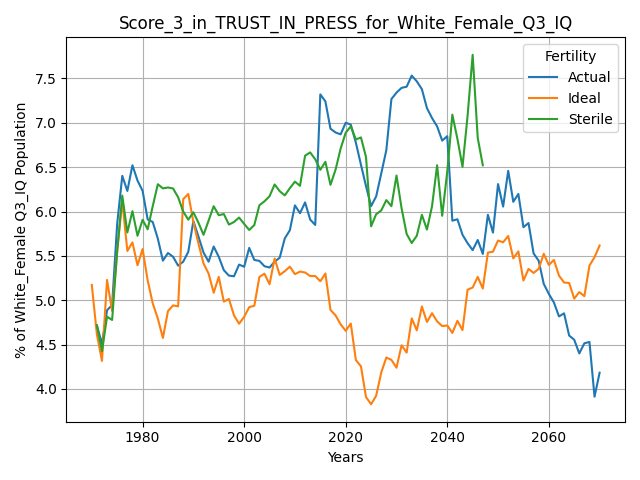 Score_3_in_TRUST_IN_PRESS_for_White_Female_Q3_IQ
Fertility
Actual
Ideal
Sterile
% of White_Female Q3_IQ Population
7.5
7.0
6.5
6.0
5.5
5.0
4.5
4.0
1980
2000
2020
2040
2060
Years